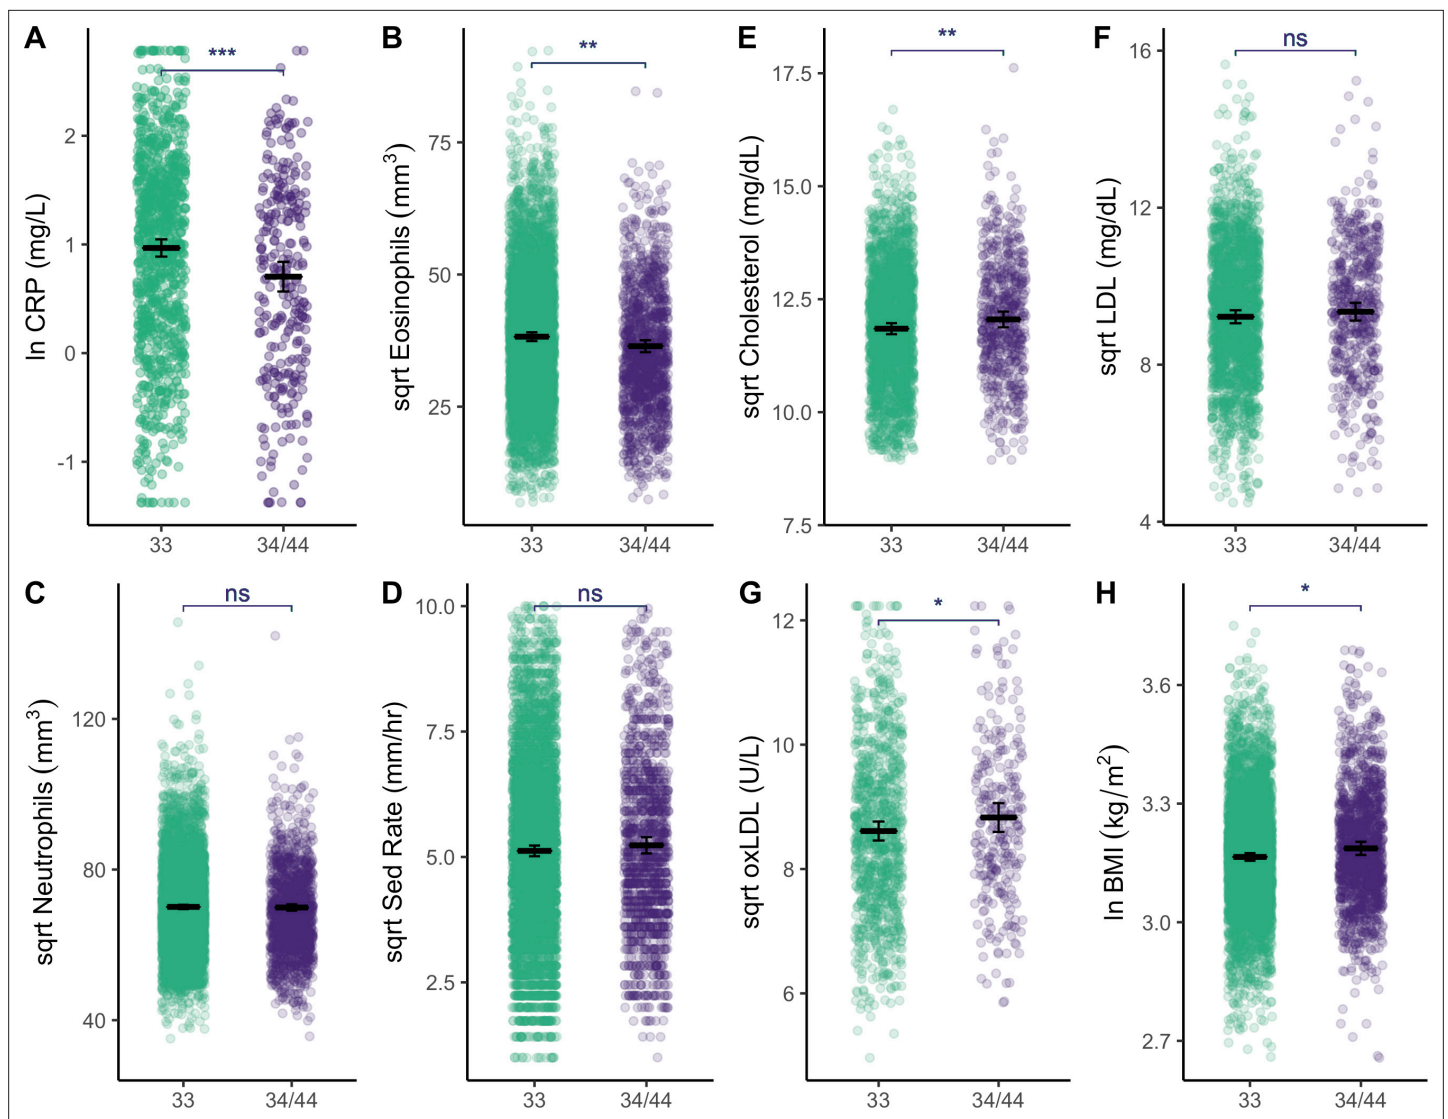 A
ln CRP (mg/L)
2
1
0
-1
***
33
34/44
B
sqrt Eosinophils (mm³)
75
50
25
**
33
34/44
E
sqrt Cholesterol (mg/dL)
17.5
15.0
12.5
10.0
7.5
**
33
34/44
F
sqrt LDL (mg/dL)
16
12
8
4
ns
33
34/44
C
sqrt Neutrophils (mm³)
120
80
40
ns
33
34/44
D
sqrt Sed Rate (mm/hr)
10.0
7.5
5.0
2.5
ns
33
34/44
G
sqrt oxLDL (U/L)
12
10
8
6
*
33
34/44
H
ln BMI (kg/m²)
3.6
3.3
3.0
2.7
*
33
34/44